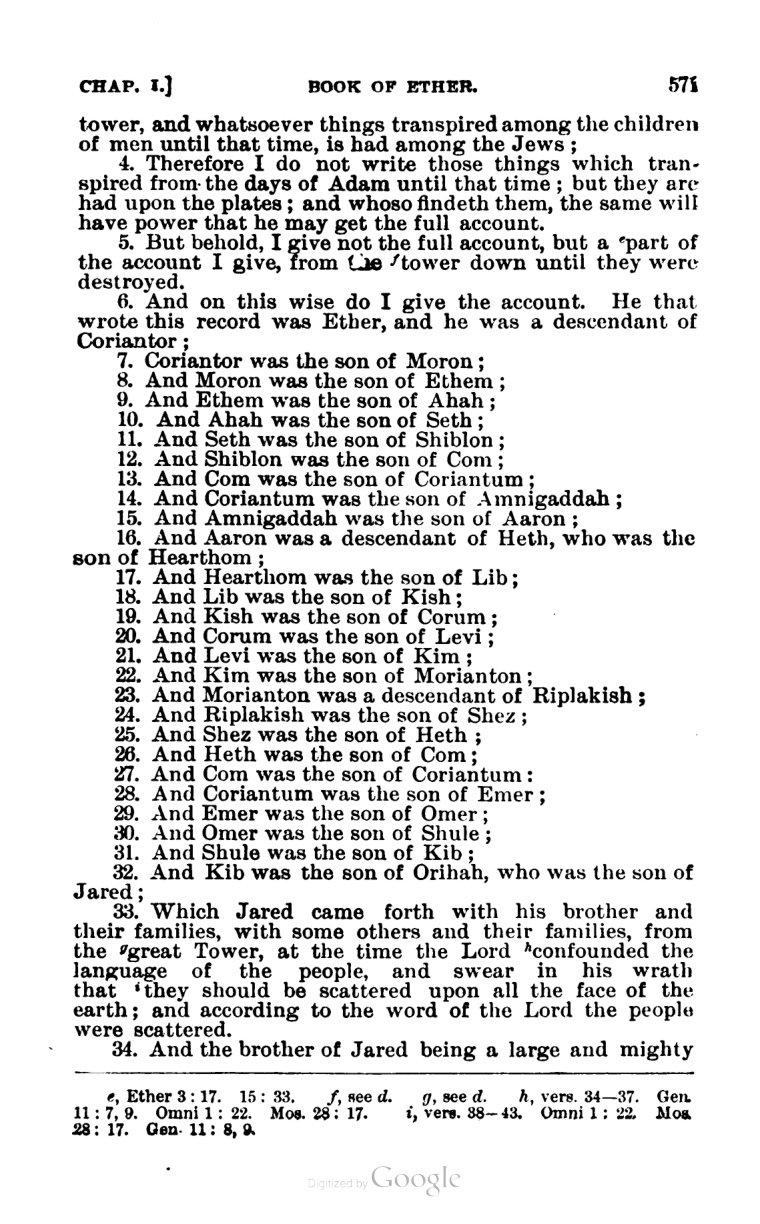 CHAP. I.] BOOK OF ETHER. 571
tower, and whatsoever things transpired among the children
of men until that time, is had among the Jews;
4. Therefore I do not write those things which tran-
spired from the days of Adam until that time; but they are
had upon the plates; and whoso findeth them, the same will
have power that he may get the full account.
5. But behold, I give not the full account, but a ᵉpart of
the account I give, from the ᶠtower down until they were
destroyed.
6. And on this wise do I give the account. He that
wrote this record was Ether, and he was a descendant of
Coriantor;
7. Coriantor was the son of Moron;
8. And Moron was the son of Ethem;
9. And Ethem was the son of Ahah;
10. And Ahah was the son of Seth;
11. And Seth was the son of Shiblon;
12. And Shiblon was the son of Com;
13. And Com was the son of Coriantum;
14. And Coriantum was the son of Amnigaddah;
15. And Amnigaddah was the son of Aaron;
16. And Aaron was a descendant of Heth, who was the
son of Hearthom;
17. And Hearthom was the son of Lib;
18. And Lib was the son of Kish;
19. And Kish was the son of Corum;
20. And Corum was the son of Levi;
21. And Levi was the son of Kim;
22. And Kim was the son of Morianton;
23. And Morianton was a descendant of Riplakish;
24. And Riplakish was the son of Shez;
25. And Shez was the son of Heth;
26. And Heth was the son of Com;
27. And Com was the son of Coriantum:
28. And Coriantum was the son of Emer;
29. And Emer was the son of Omer;
30. And Omer was the son of Shule;
31. And Shule was the son of Kib;
32. And Kib was the son of Orihah, who was the son of
Jared;
33. Which Jared came forth with his brother and
their families, with some others and their families, from
the ᵍgreat Tower, at the time the Lord ʰconfounded the
language of the people, and swear in his wrath
that ⁱthey should be scattered upon all the face of the
earth; and according to the word of the Lord the people
were scattered.
34. And the brother of Jared being a large and mighty
e, Ether 3: 17. 15: 33. f, see d. g, see d. h, vers. 34—37. Gen.
11: 7, 9. Omni 1: 22. Mos. 28: 17. i, vers. 38—43. Omni 1: 22. Mos.
28: 17. Gen. 11: 8, 9.
Digitized by Google